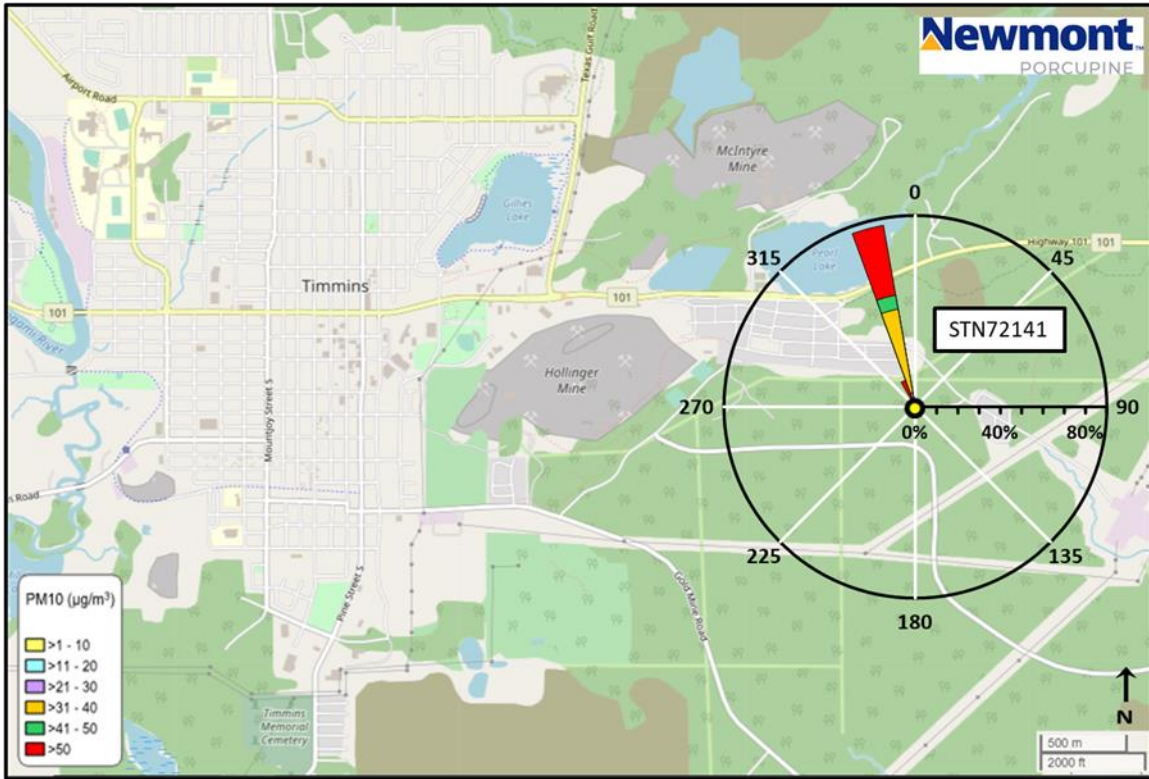 Newmont™
PORCUPINE
Airport Road
Texas Gulf Road
McIntyre
Mine
Gillies
Lake
Pearl
Lake
Highway 101
101
Timmins
101
101
Hollinger
Mine
Mountjoy Street S
Pine Street S
Gold Mine Road
Timmins
Memorial
Cemetery
0
45
90
135
180
225
270
315
STN72141
0%
40%
80%
PM10 (µg/m³)
>1 - 10
>11 - 20
>21 - 30
>31 - 40
>41 - 50
>50
N
500 m
2000 ft